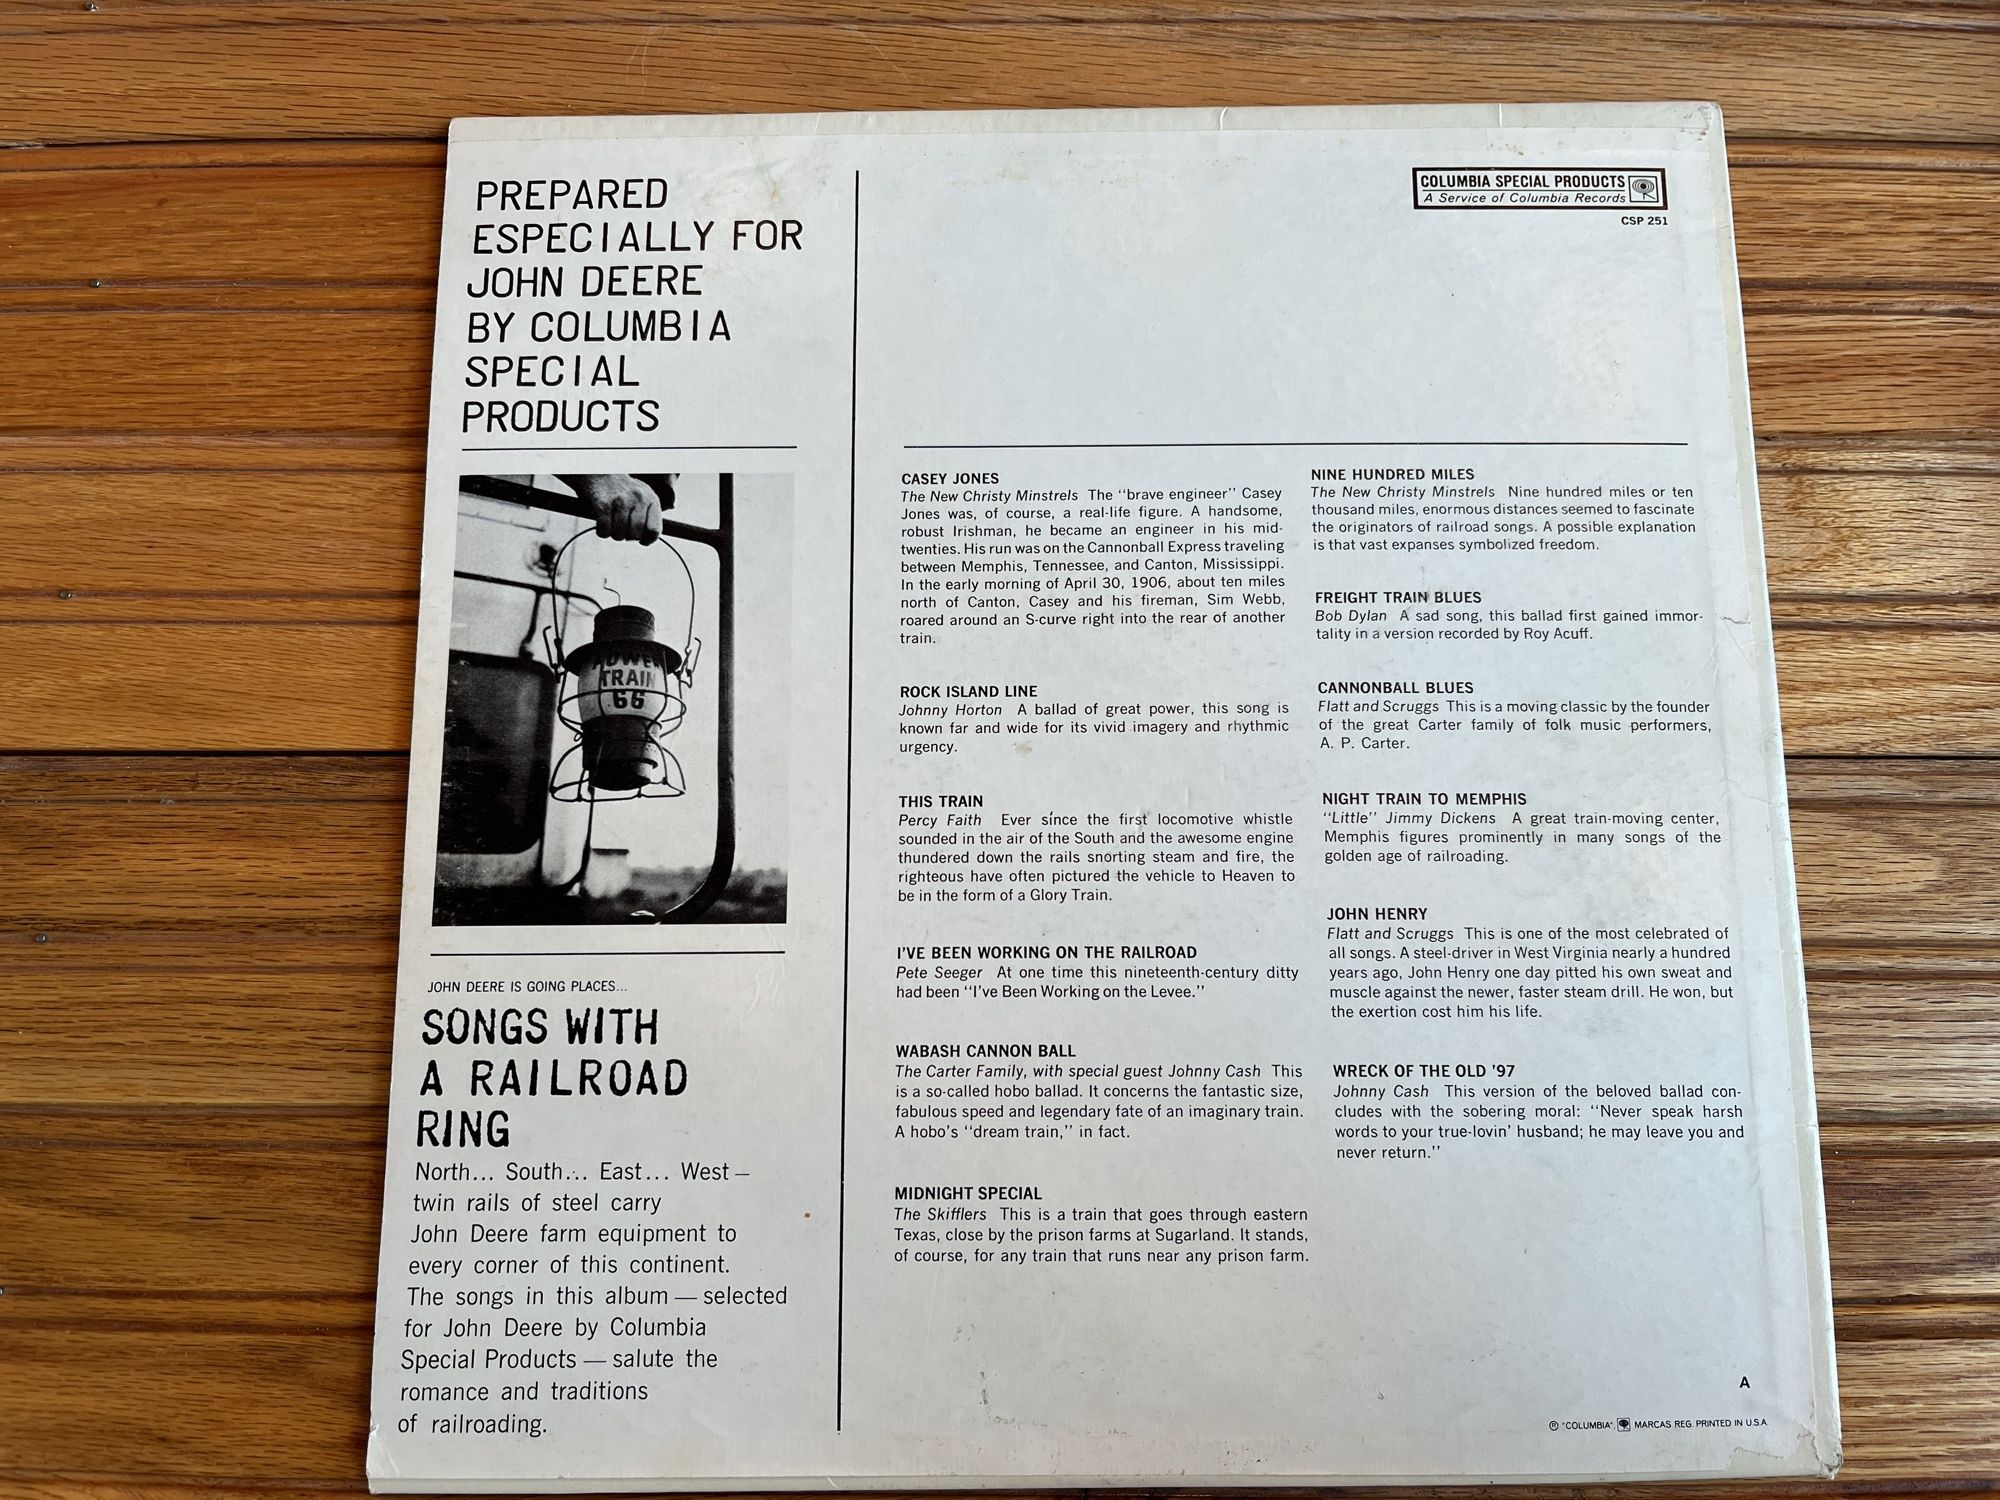 PREPARED
ESPECIALLY FOR
JOHN DEERE
BY COLUMBIA
SPECIAL
PRODUCTS
POWER
TRAIN
66
JOHN DEERE IS GOING PLACES...
SONGS WITH
A RAILROAD
RING
North... South... East... West—
twin rails of steel carry
John Deere farm equipment to
every corner of this continent.
The songs in this album — selected
for John Deere by Columbia
Special Products — salute the
romance and traditions
of railroading.
COLUMBIA SPECIAL PRODUCTS
A Service of Columbia Records
CSP 251
CASEY JONES
The New Christy Minstrels The "brave engineer" Casey
Jones was, of course, a real-life figure. A handsome,
robust Irishman, he became an engineer in his mid-
twenties. His run was on the Cannonball Express traveling
between Memphis, Tennessee, and Canton, Mississippi.
In the early morning of April 30, 1906, about ten miles
north of Canton, Casey and his fireman, Sim Webb,
roared around an S-curve right into the rear of another
train.
ROCK ISLAND LINE
Johnny Horton A ballad of great power, this song is
known far and wide for its vivid imagery and rhythmic
urgency.
THIS TRAIN
Percy Faith Ever since the first locomotive whistle
sounded in the air of the South and the awesome engine
thundered down the rails snorting steam and fire, the
righteous have often pictured the vehicle to Heaven to
be in the form of a Glory Train.
I'VE BEEN WORKING ON THE RAILROAD
Pete Seeger At one time this nineteenth-century ditty
had been "I've Been Working on the Levee."
WABASH CANNON BALL
The Carter Family, with special guest Johnny Cash This
is a so-called hobo ballad. It concerns the fantastic size,
fabulous speed and legendary fate of an imaginary train.
A hobo's "dream train," in fact.
MIDNIGHT SPECIAL
The Skifflers This is a train that goes through eastern
Texas, close by the prison farms at Sugarland. It stands,
of course, for any train that runs near any prison farm.
NINE HUNDRED MILES
The New Christy Minstrels Nine hundred miles or ten
thousand miles, enormous distances seemed to fascinate
the originators of railroad songs. A possible explanation
is that vast expanses symbolized freedom.
FREIGHT TRAIN BLUES
Bob Dylan A sad song, this ballad first gained immor-
tality in a version recorded by Roy Acuff.
CANNONBALL BLUES
Flatt and Scruggs This is a moving classic by the founder
of the great Carter family of folk music performers,
A. P. Carter.
NIGHT TRAIN TO MEMPHIS
"Little" Jimmy Dickens A great train-moving center,
Memphis figures prominently in many songs of the
golden age of railroading.
JOHN HENRY
Flatt and Scruggs This is one of the most celebrated of
all songs. A steel-driver in West Virginia nearly a hundred
years ago, John Henry one day pitted his own sweat and
muscle against the newer, faster steam drill. He won, but
the exertion cost him his life.
WRECK OF THE OLD '97
Johnny Cash This version of the beloved ballad con-
cludes with the sobering moral: "Never speak harsh
words to your true-lovin' husband; he may leave you and
never return."
A
® "COLUMBIA", MARCAS REG. PRINTED IN U.S.A.